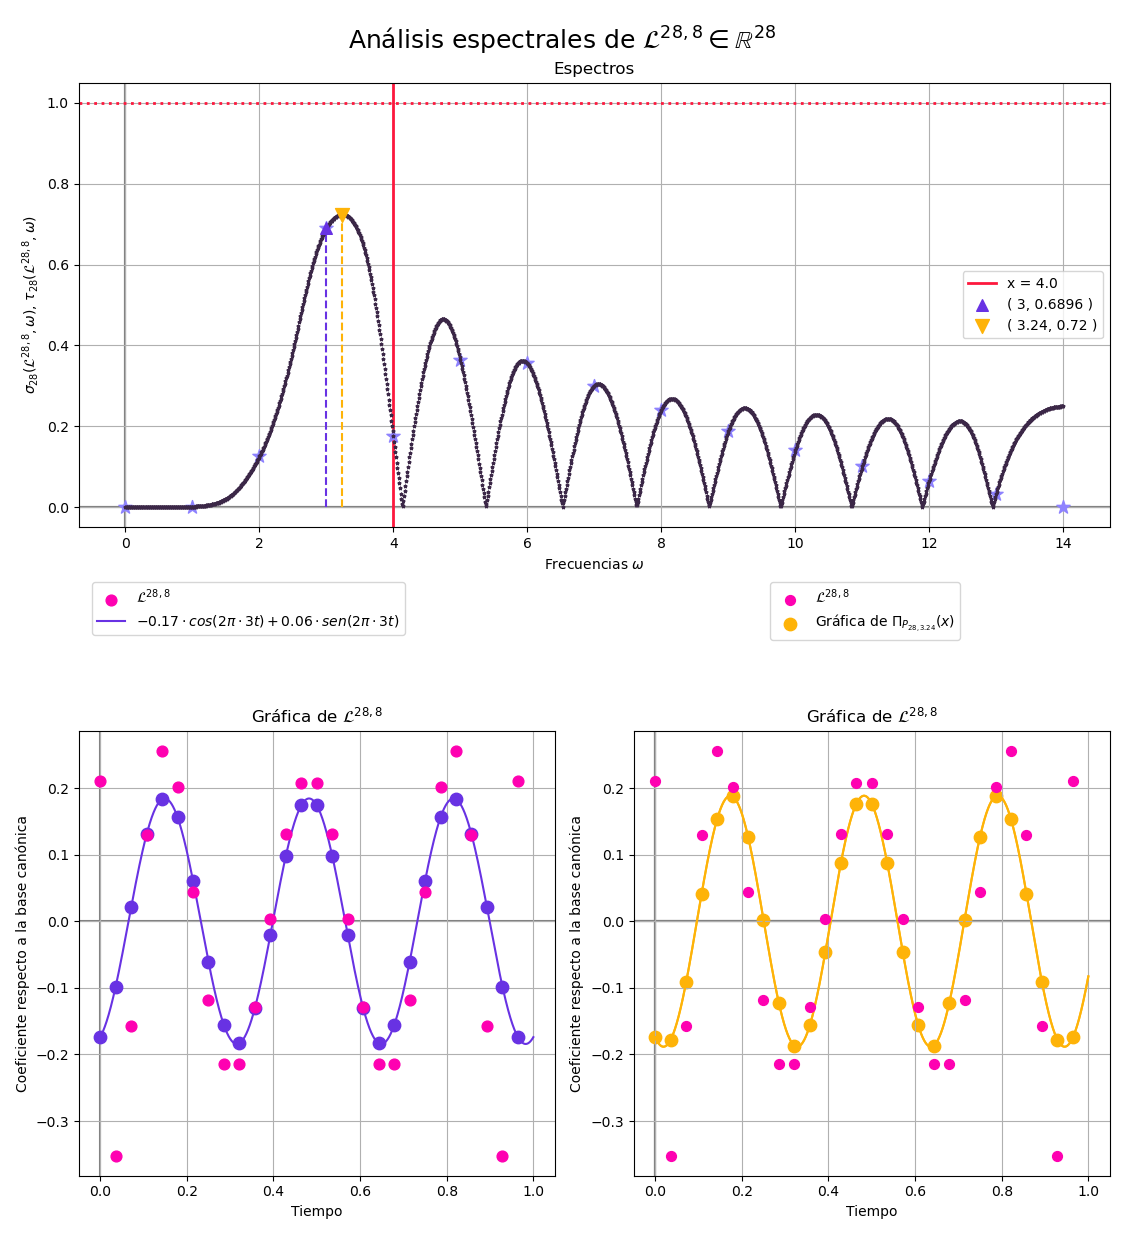 Análisis espectrales de 𝓛^{28,8} ∈ ℝ^{28}
Espectros
1.0
0.8
0.6
0.4
0.2
0.0
σ_{28}(𝓛^{28,8}, ω), τ_{28}(𝓛^{28,8}, ω)
x = 4.0
( 3, 0.6896 )
( 3.24, 0.72 )
0 2 4 6 8 10 12 14
Frecuencias ω
𝓛^{28,8}
−0.17 · cos(2π · 3t) + 0.06 · sen(2π · 3t)
𝓛^{28,8}
Gráfica de Π_{P_{28,3.24}}(x)
Gráfica de 𝓛^{28,8}
0.2
0.1
0.0
−0.1
−0.2
−0.3
Coeficiente respecto a la base canónica
0.0 0.2 0.4 0.6 0.8 1.0
Tiempo
Gráfica de 𝓛^{28,8}
0.2
0.1
0.0
−0.1
−0.2
−0.3
Coeficiente respecto a la base canónica
0.0 0.2 0.4 0.6 0.8 1.0
Tiempo